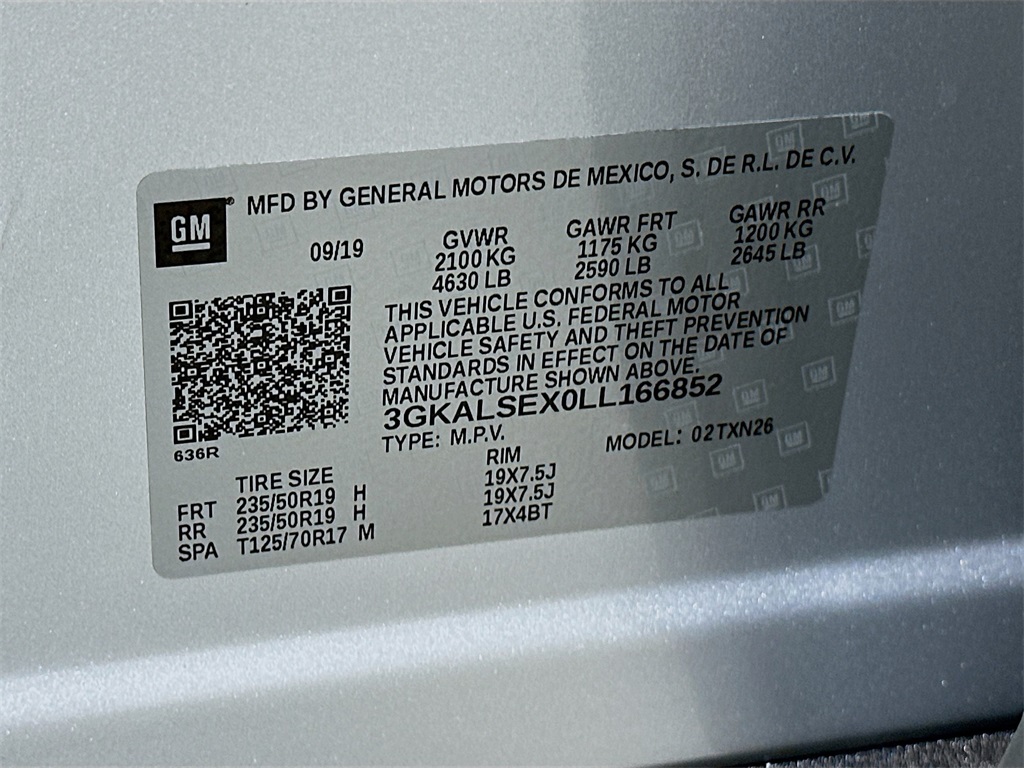 GM® MFD BY GENERAL MOTORS DE MEXICO, S. DE R.L. DE C.V.
09/19 GVWR GAWR FRT GAWR RR
2100 KG 1175 KG 1200 KG
4630 LB 2590 LB 2645 LB
THIS VEHICLE CONFORMS TO ALL
APPLICABLE U.S. FEDERAL MOTOR
VEHICLE SAFETY AND THEFT PREVENTION
STANDARDS IN EFFECT ON THE DATE OF
MANUFACTURE SHOWN ABOVE.
3GKALSEX0LL166852
636R
TYPE: M.P.V. MODEL: 02TXN26
TIRE SIZE RIM
FRT 235/50R19 H 19X7.5J
RR 235/50R19 H 19X7.5J
SPA T125/70R17 M 17X4BT